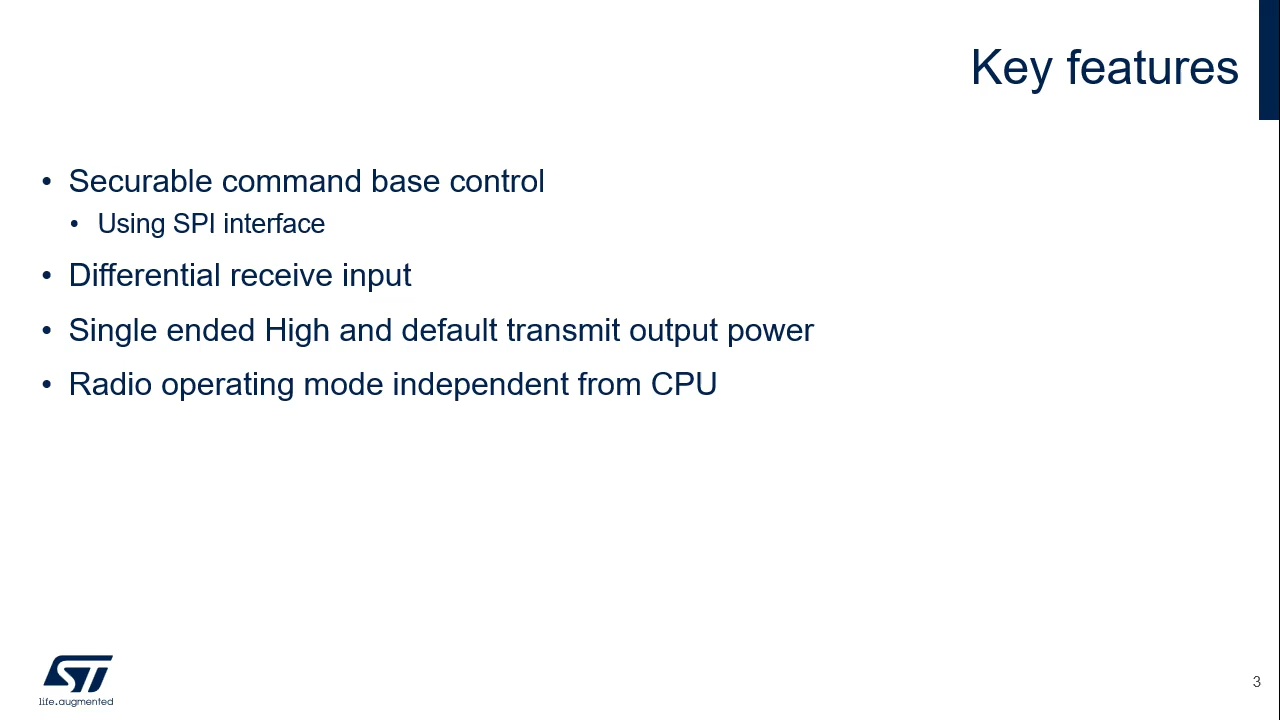 Key features
• Securable command base control
• Using SPI interface
• Differential receive input
• Single ended High and default transmit output power
• Radio operating mode independent from CPU
ST
life.augmented
3